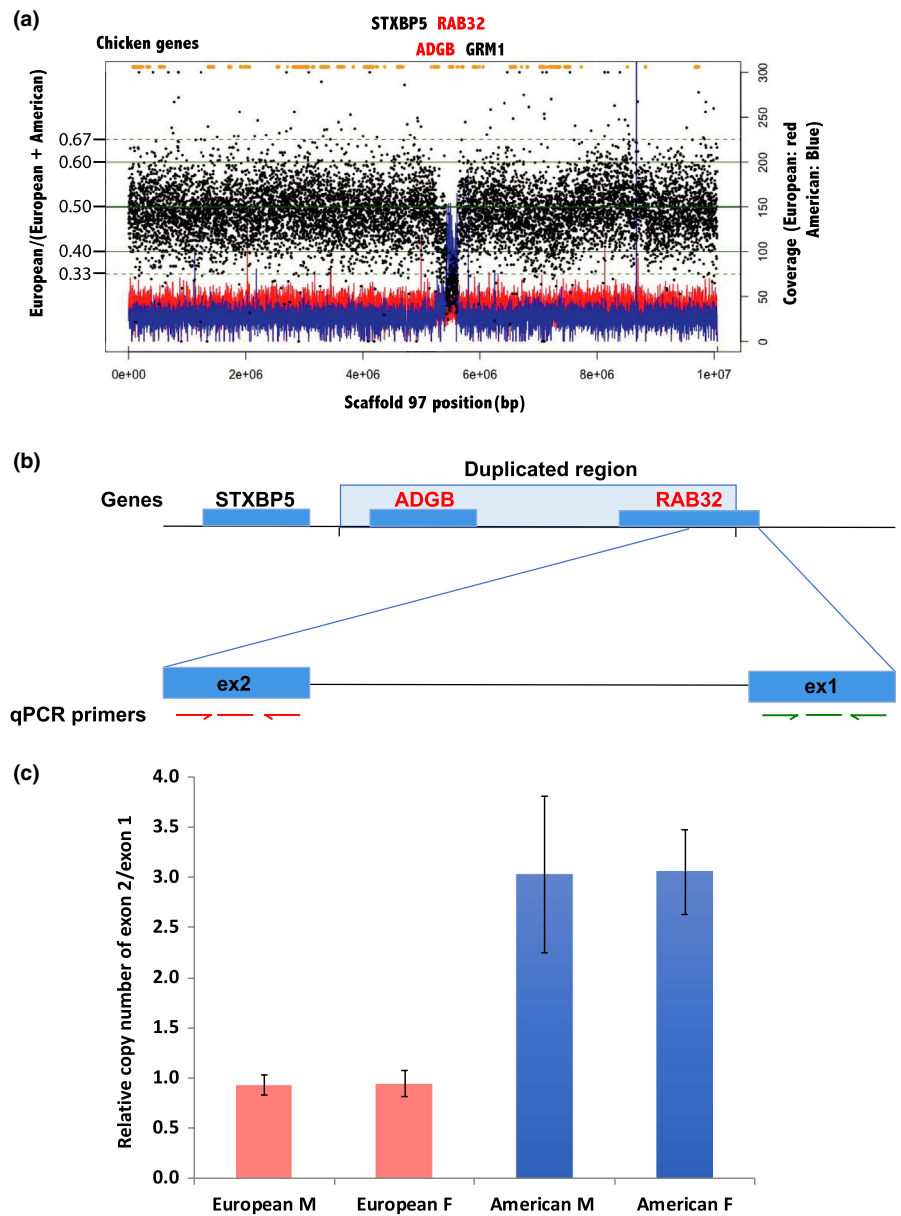 (a)
STXBP5 RAB32
ADGB GRM1
Chicken genes
European/(European + American)
0.67
0.60
0.50
0.40
0.33
300
250
200
150
100
50
0
Coverage (European: red
American: Blue)
0e+00 2e+06 4e+06 6e+06 8e+06 1e+07
Scaffold 97 position(bp)
(b)
Duplicated region
Genes STXBP5 ADGB RAB32
ex2 ex1
qPCR primers
(c)
Relative copy number of exon 2/exon 1
4.0
3.5
3.0
2.5
2.0
1.5
1.0
0.5
0.0
European M European F American M American F